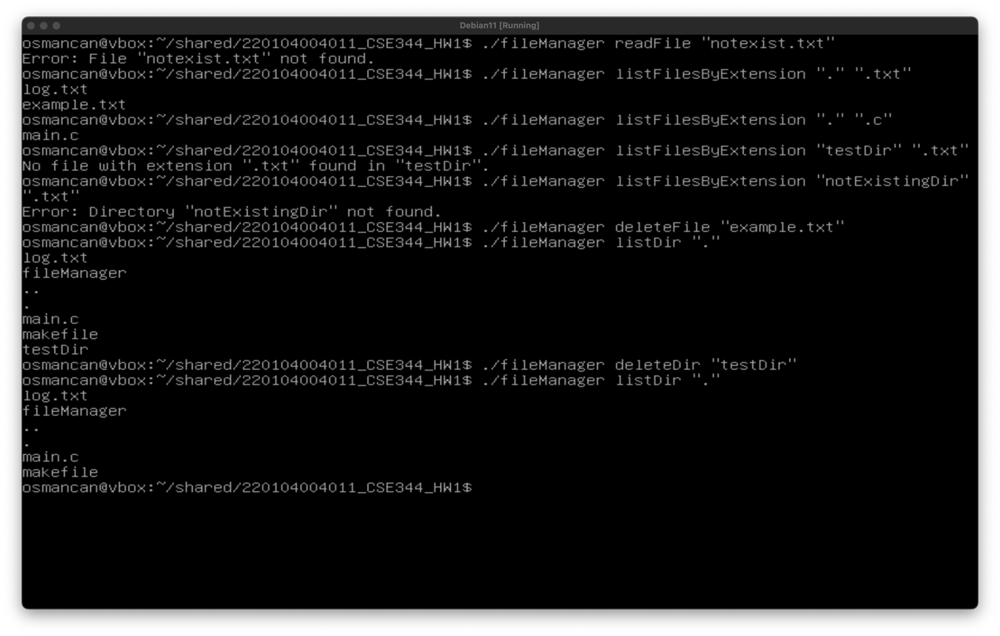 Debian11 [Running]
osmancan@vbox:~/shared/220104004011_CSE344_HW1$ ./fileManager readFile "notexist.txt"
Error: File "notexist.txt" not found.
osmancan@vbox:~/shared/220104004011_CSE344_HW1$ ./fileManager listFilesByExtension "." ".txt"
log.txt
example.txt
osmancan@vbox:~/shared/220104004011_CSE344_HW1$ ./fileManager listFilesByExtension "." ".c"
main.c
osmancan@vbox:~/shared/220104004011_CSE344_HW1$ ./fileManager listFilesByExtension "testDir" ".txt"
No file with extension ".txt" found in "testDir".
osmancan@vbox:~/shared/220104004011_CSE344_HW1$ ./fileManager listFilesByExtension "notExistingDir"
".txt"
Error: Directory "notExistingDir" not found.
osmancan@vbox:~/shared/220104004011_CSE344_HW1$ ./fileManager deleteFile "example.txt"
osmancan@vbox:~/shared/220104004011_CSE344_HW1$ ./fileManager listDir "."
log.txt
fileManager
..
.
main.c
makefile
testDir
osmancan@vbox:~/shared/220104004011_CSE344_HW1$ ./fileManager deleteDir "testDir"
osmancan@vbox:~/shared/220104004011_CSE344_HW1$ ./fileManager listDir "."
log.txt
fileManager
..
.
main.c
makefile
osmancan@vbox:~/shared/220104004011_CSE344_HW1$